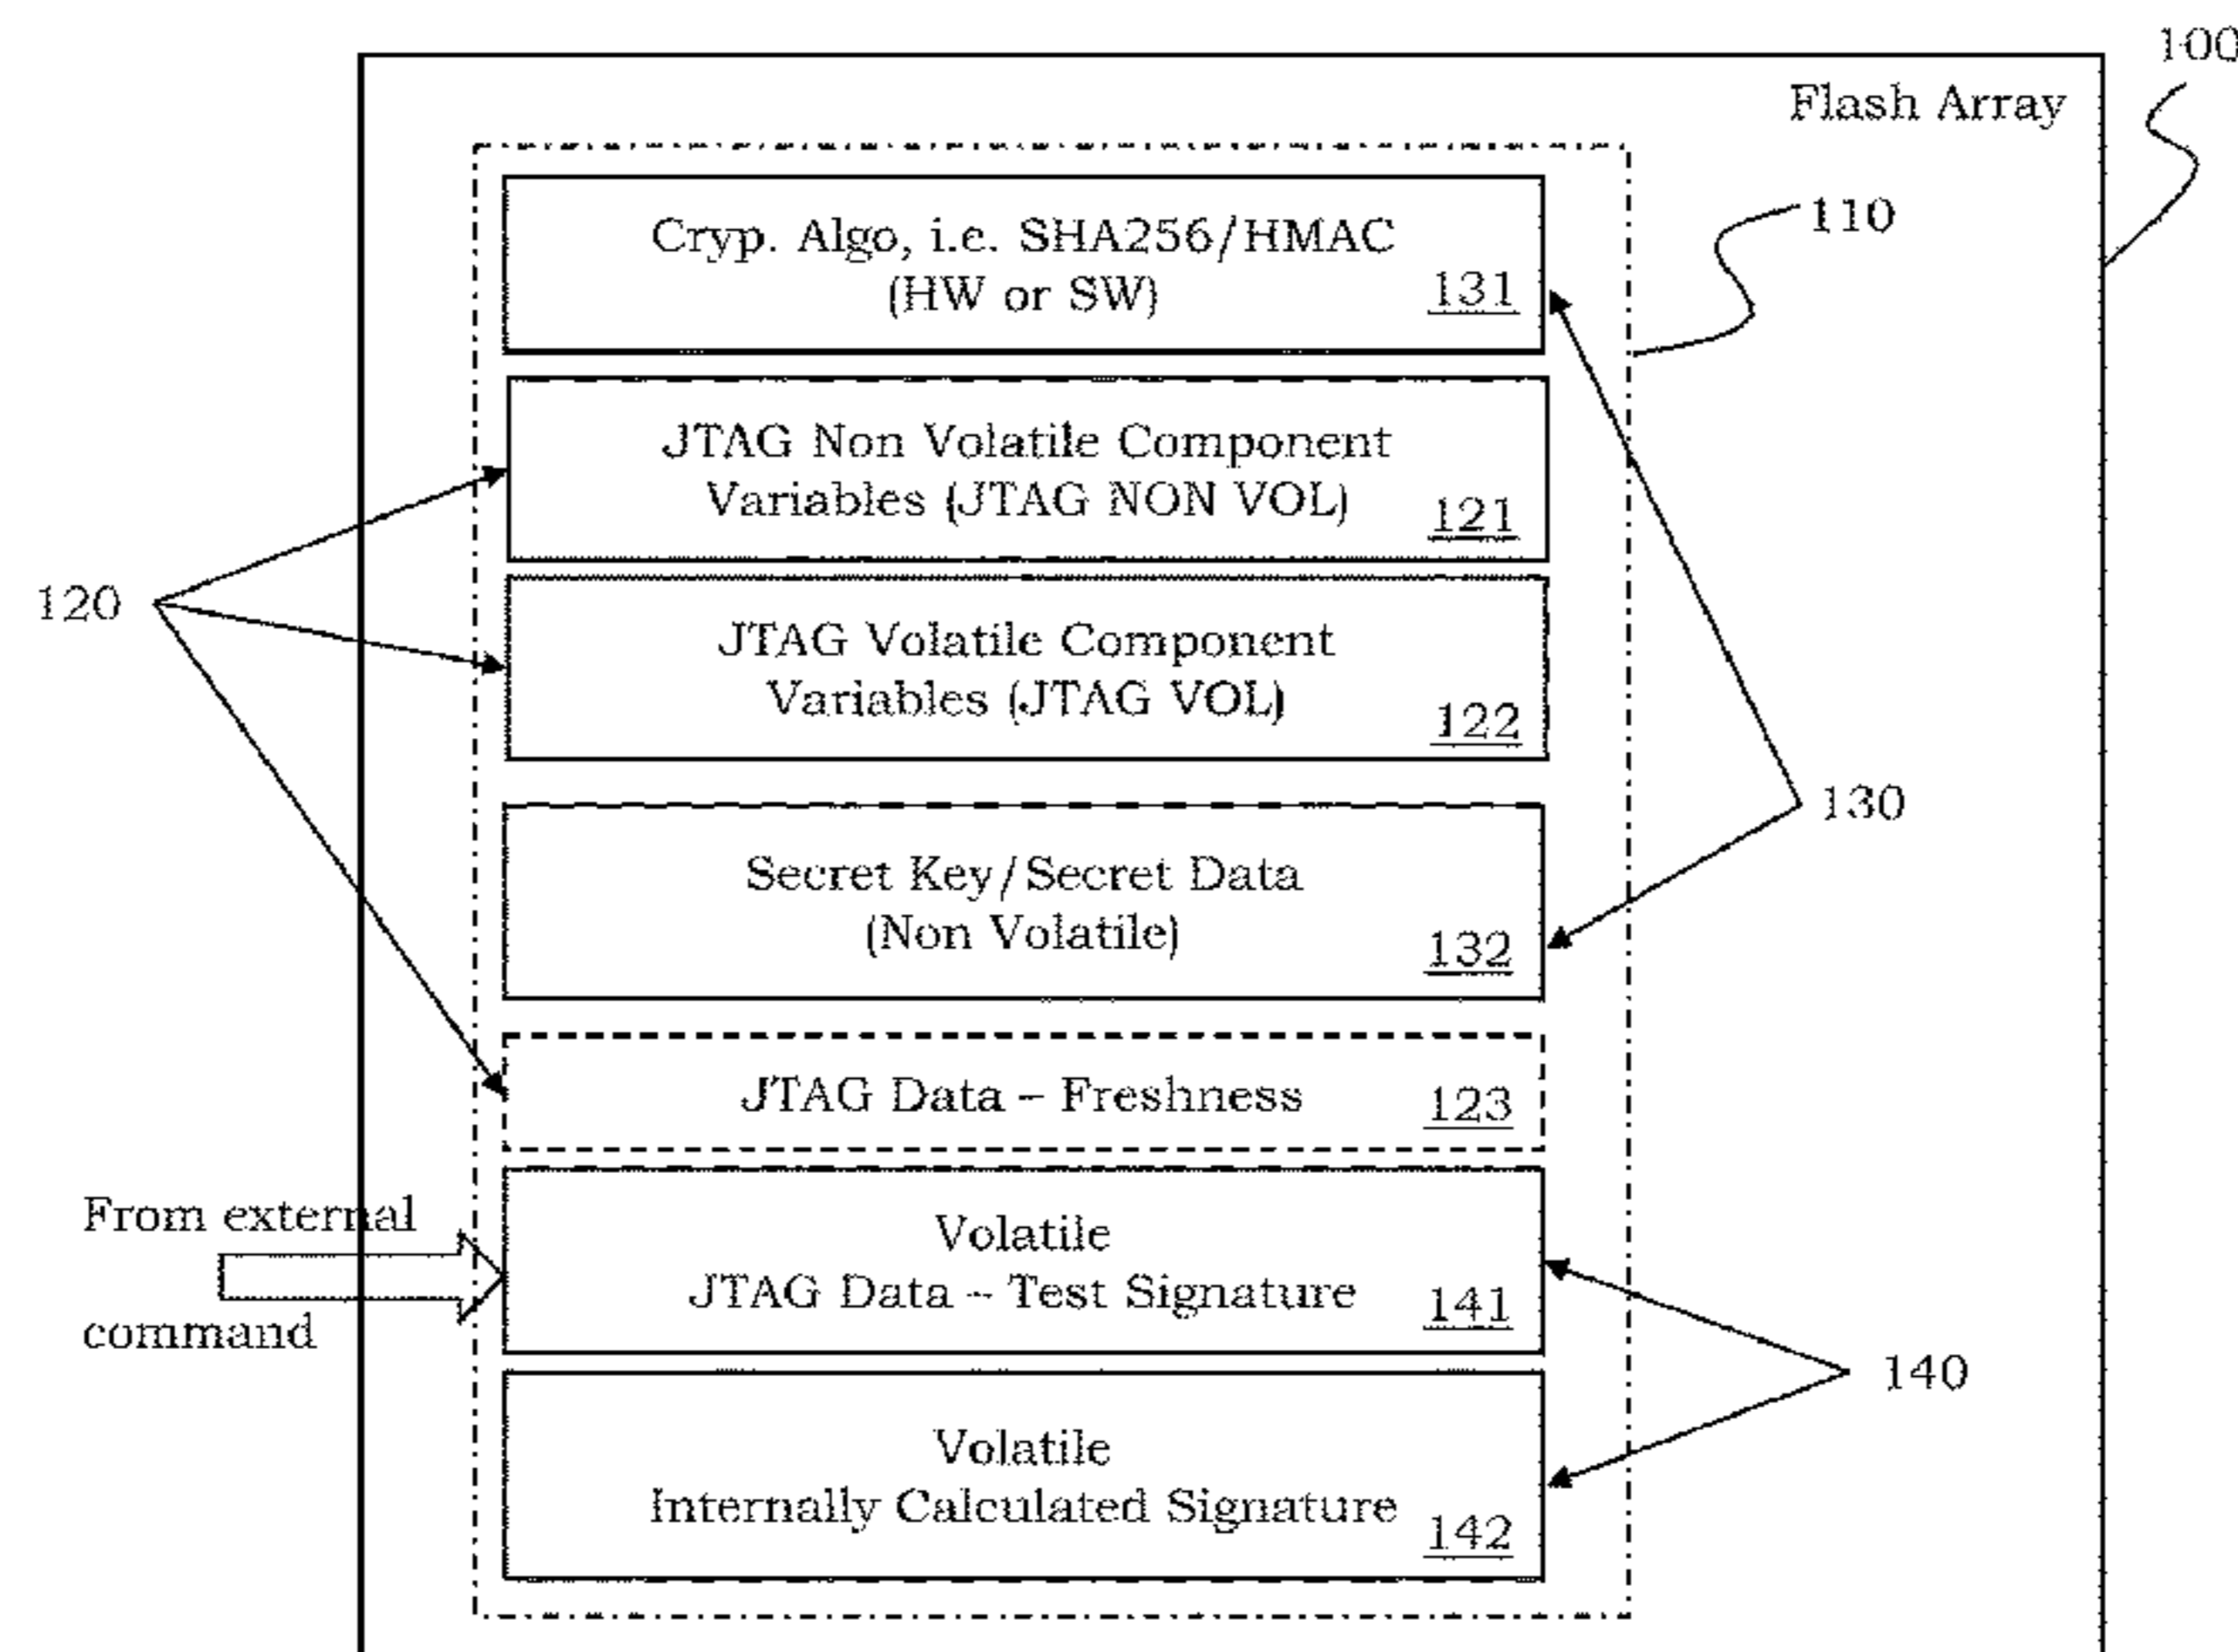 100
Flash Array
110
Cryp. Algo, i.e. SHA256/HMAC
(HW or SW)
131
JTAG Non Volatile Component
Variables (JTAG NON VOL)
121
120
JTAG Volatile Component
Variables (JTAG VOL)
122
130
Secret Key/Secret Data
(Non Volatile)
132
JTAG Data – Freshness
123
From external
command
Volatile
JTAG Data – Test Signature
141
140
Volatile
Internally Calculated Signature
142